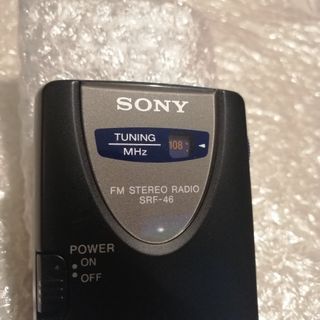 SONY
TUNING
MHz
108
FM STEREO RADIO
SRF-46
POWER
ON
OFF